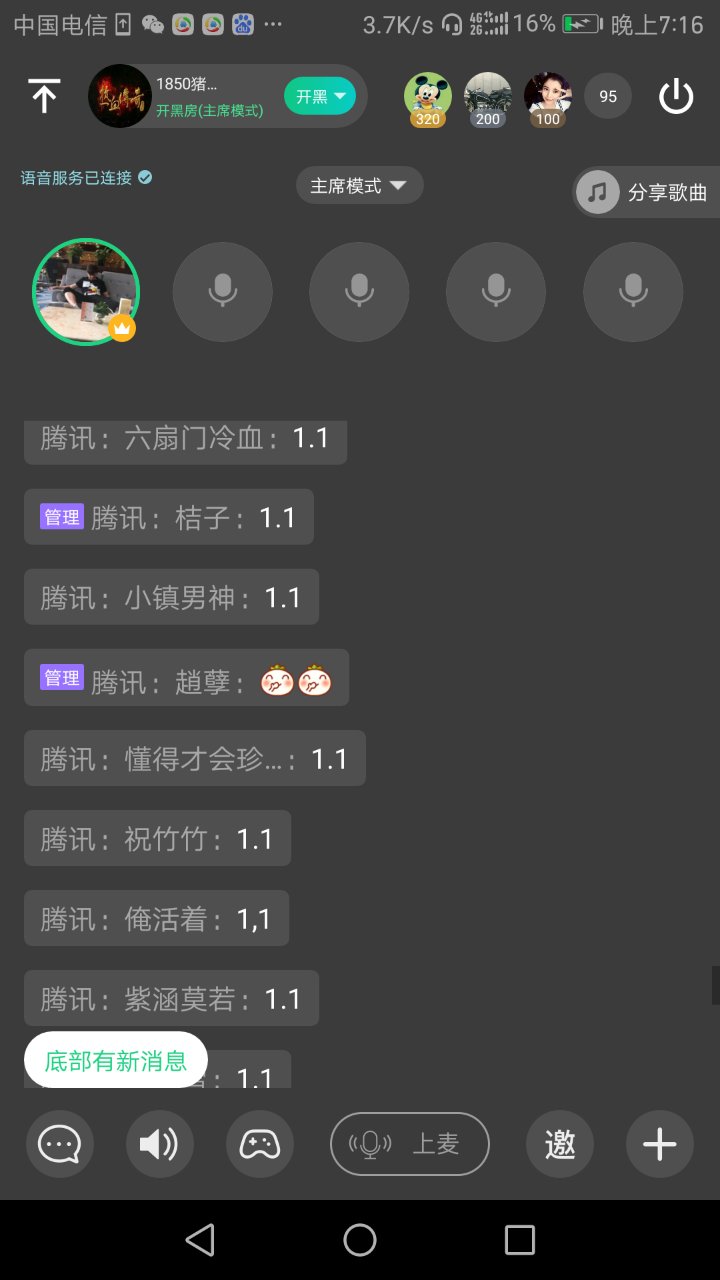 中国电信 ··· 3.7K/s 4G 2G 16% 晚上7:16
1850猪...
开黑房(主席模式)
开黑
320
200
100
95
语音服务已连接
主席模式
分享歌曲
腾讯: 六扇门冷血: 1.1
管理 腾讯: 桔子: 1.1
腾讯: 小镇男神: 1.1
管理 腾讯: 趙孽:
腾讯: 懂得才会珍...: 1.1
腾讯: 祝竹竹: 1.1
腾讯: 俺活着: 1,1
腾讯: 紫涵莫若: 1.1
底部有新消息
: 1.1
上麦
邀